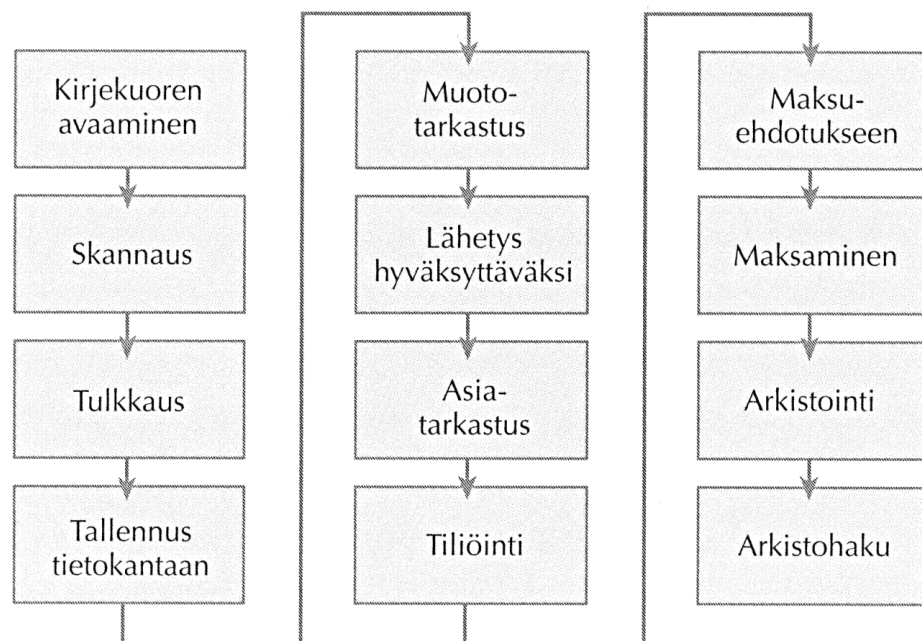 Kirjekuoren
avaaminen
Skannaus
Tulkkaus
Tallennus
tietokantaan
Muoto-
tarkastus
Lähetys
hyväksyttäväksi
Asia-
tarkastus
Tiliöinti
Maksu-
ehdotukseen
Maksaminen
Arkistointi
Arkistohaku